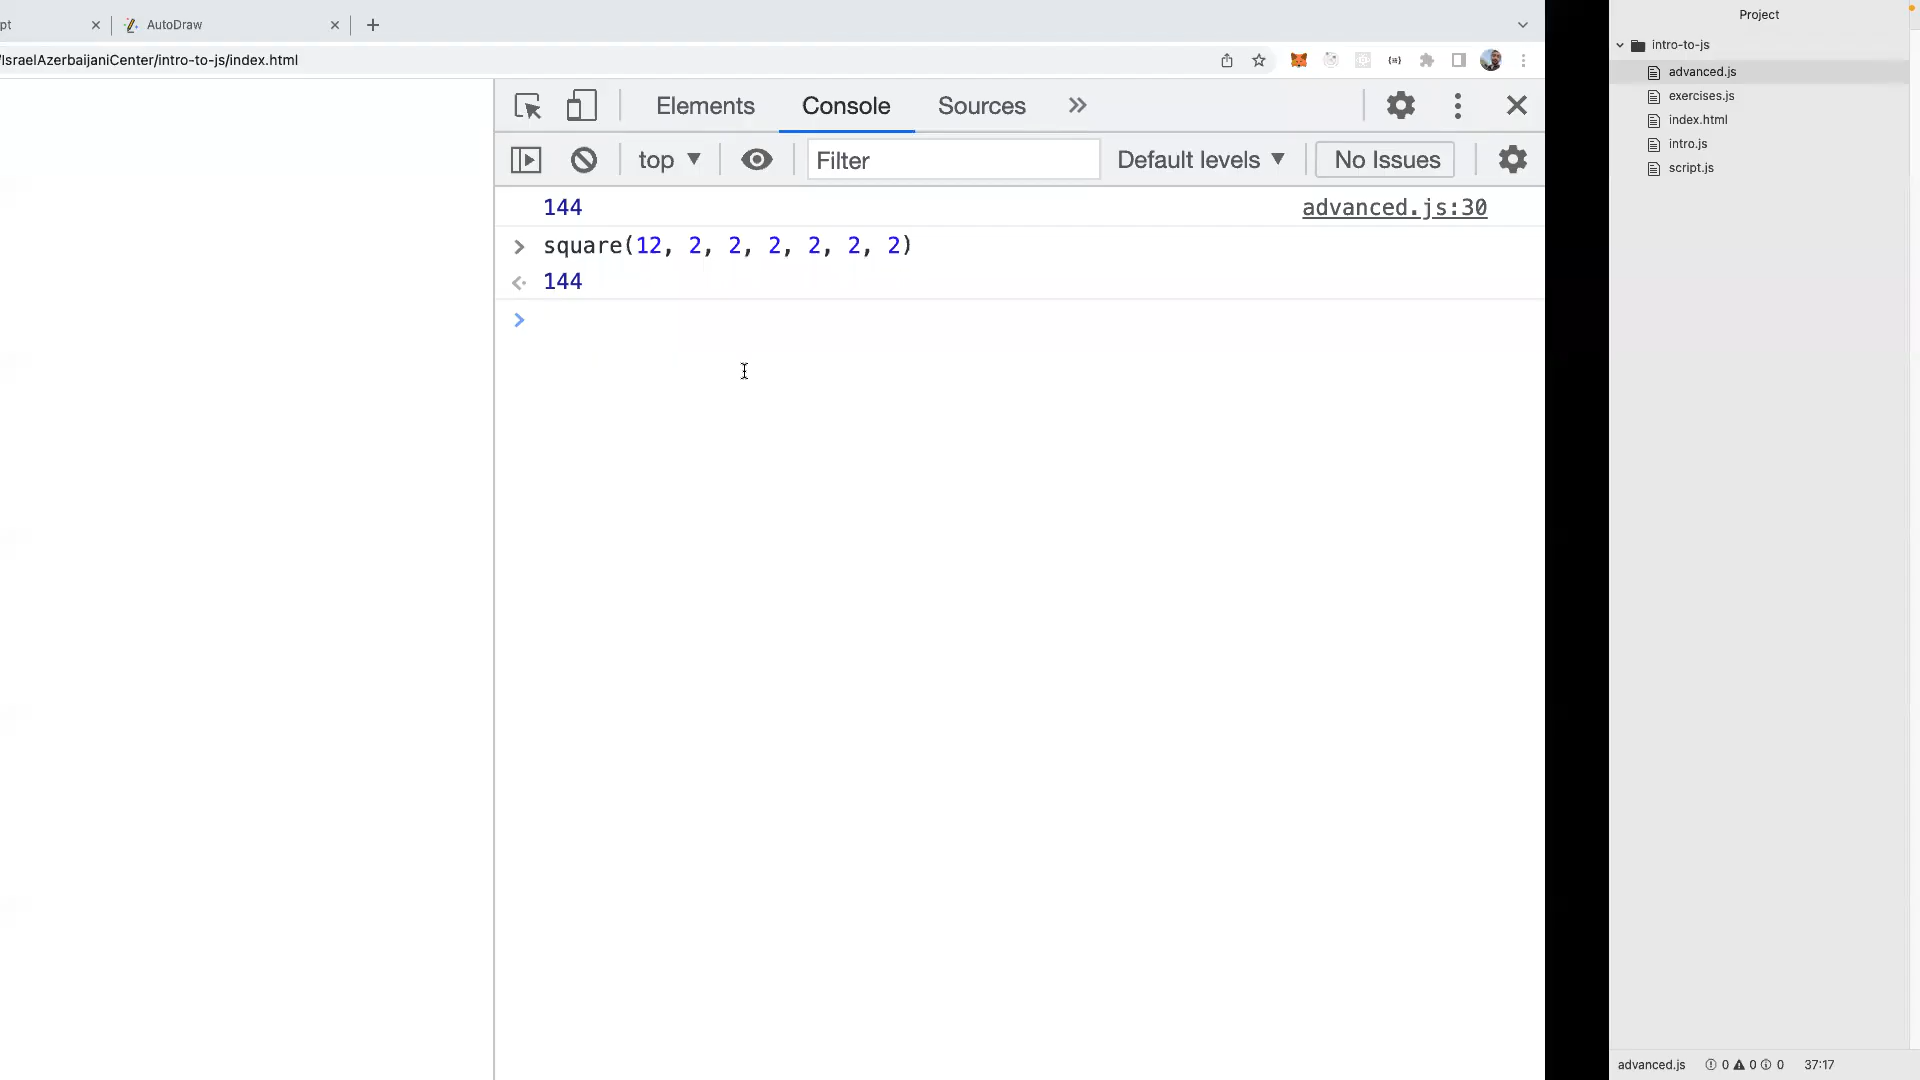 pt
AutoDraw
/IsraelAzerbaijaniCenter/intro-to-js/index.html
Elements Console Sources
top Filter Default levels No Issues
144 advanced.js:30
square(12, 2, 2, 2, 2, 2, 2)
144
Project
intro-to-js
advanced.js
exercises.js
index.html
intro.js
script.js
advanced.js 0 0 0 37:17